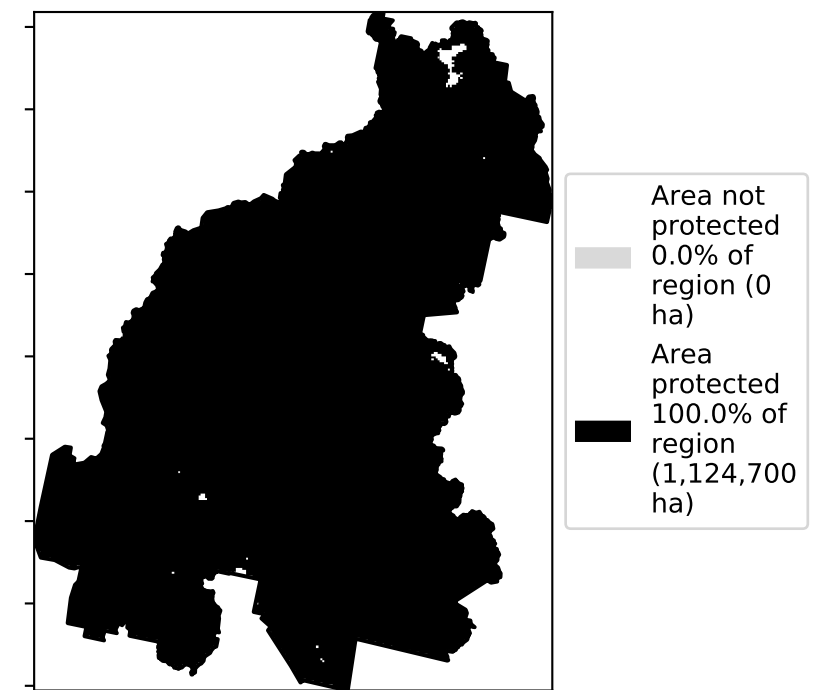 Area not
protected
0.0% of
region (0
ha)
Area
protected
100.0% of
region
(1,124,700
ha)